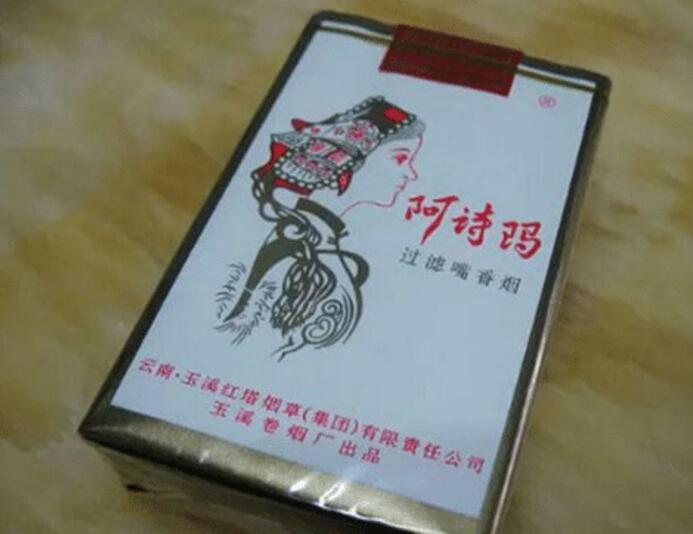 ®
阿诗玛
过滤嘴香烟
云南·玉溪红塔烟草(集团)有限责任公司
玉溪卷烟厂出品